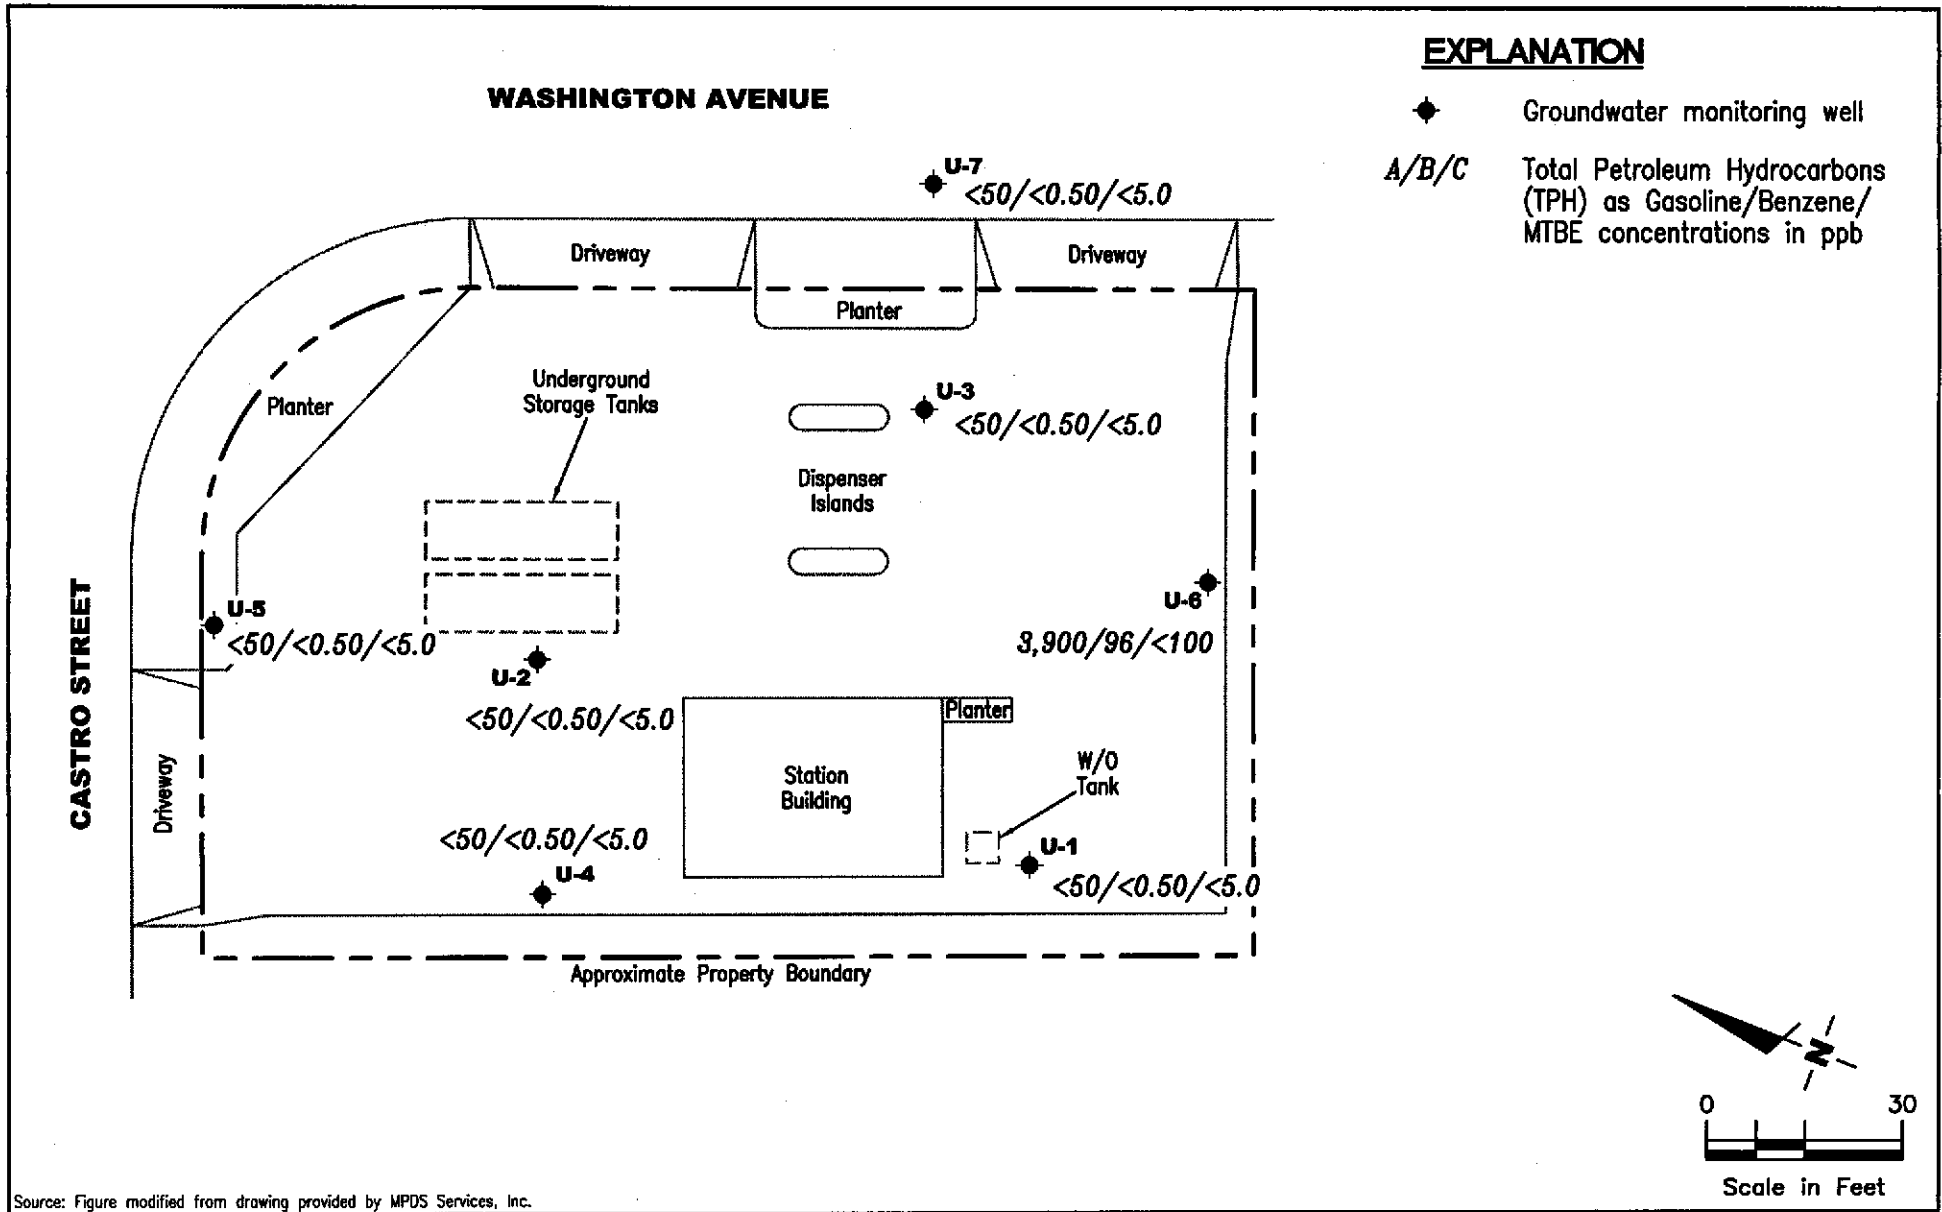 EXPLANATION
Groundwater monitoring well
A/B/C Total Petroleum Hydrocarbons
(TPH) as Gasoline/Benzene/
MTBE concentrations in ppb
WASHINGTON AVENUE
U-7
<50/<0.50/<5.0
Driveway
Driveway
Planter
Underground
Storage Tanks
Planter
U-3
<50/<0.50/<5.0
Dispenser
Islands
U-6
3,900/96/<100
U-5
<50/<0.50/<5.0
U-2
<50/<0.50/<5.0
CASTRO STREET
Driveway
Planter
Station
Building
W/O
Tank
<50/<0.50/<5.0
U-4
U-1
<50/<0.50/<5.0
Approximate Property Boundary
N
0 30
Scale in Feet
Source: Figure modified from drawing provided by MPDS Services, Inc.